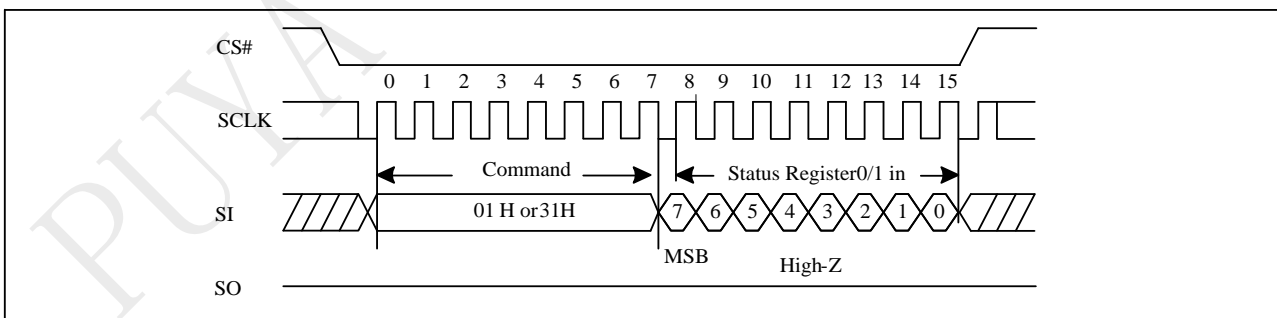 PUYA
CS#
0 1 2 3 4 5 6 7 8 9 10 11 12 13 14 15
SCLK
Command Status Register0/1 in
SI 01 H or31H 7 6 5 4 3 2 1 0
MSB High-Z
SO